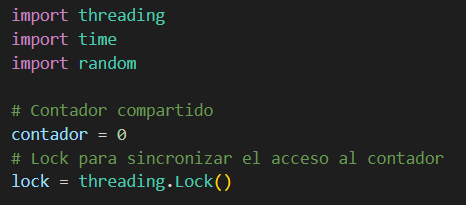 import threading
import time
import random
# Contador compartido
contador = 0
# Lock para sincronizar el acceso al contador
lock = threading.Lock()